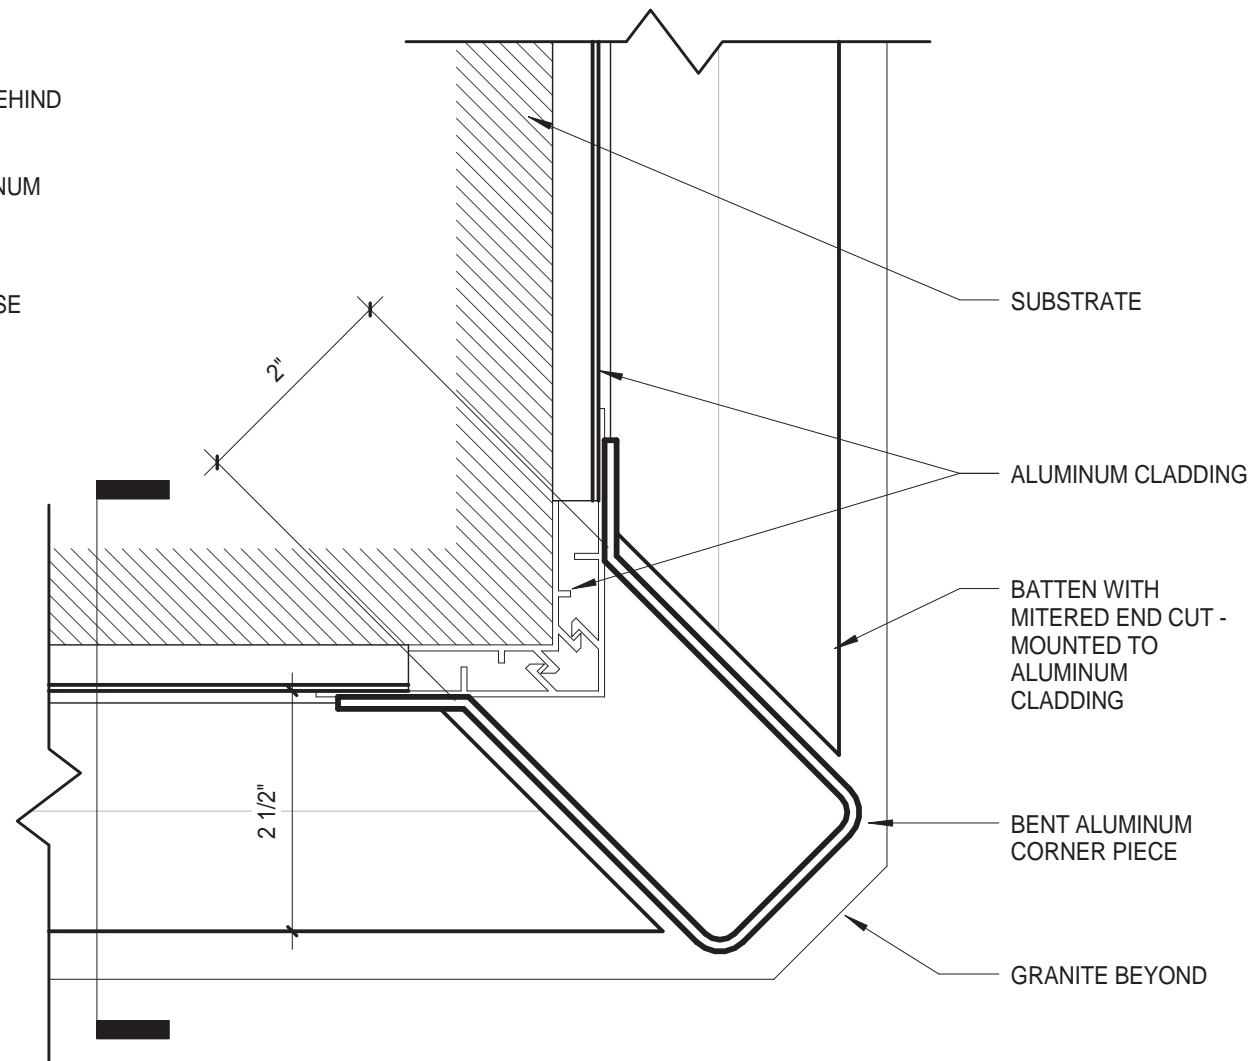 EHIND
NUM
SE
2"
2 1/2"
SUBSTRATE
ALUMINUM CLADDING
BATTEN WITH
MITERED END CUT -
MOUNTED TO
ALUMINUM
CLADDING
BENT ALUMINUM
CORNER PIECE
GRANITE BEYOND